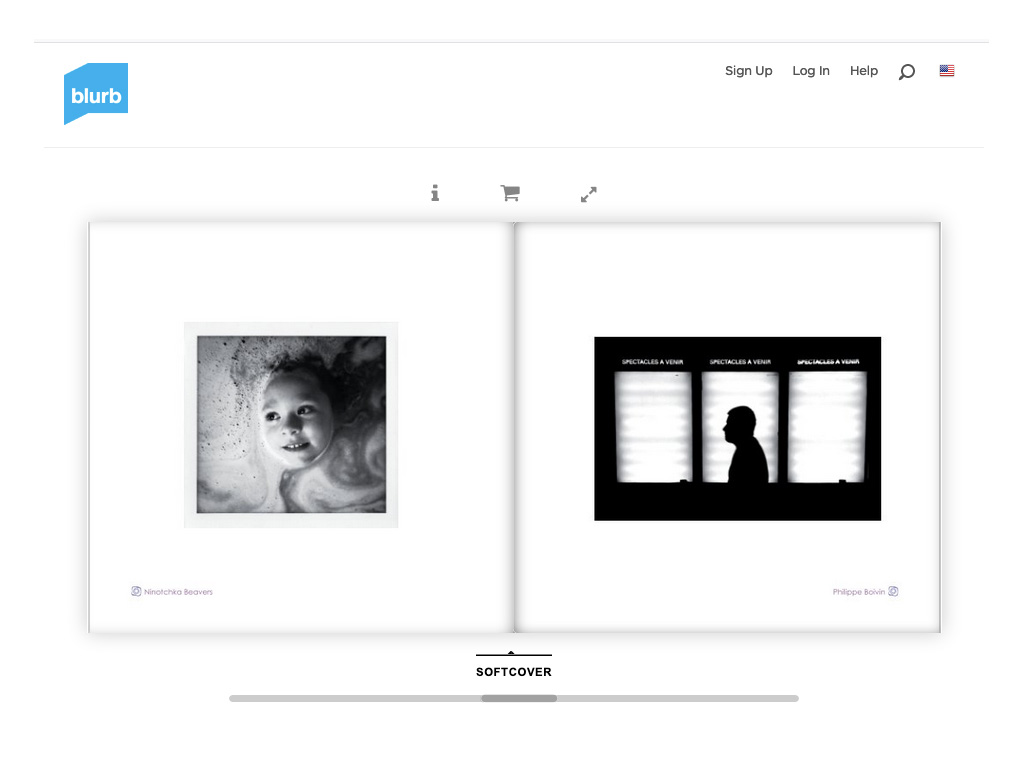 blurb
Sign Up Log In Help
SPECTACLES A VENIR SPECTACLES A VENIR SPECTACLES A VENIR
Ninotchka Beavers
Philippe Boivin
SOFTCOVER